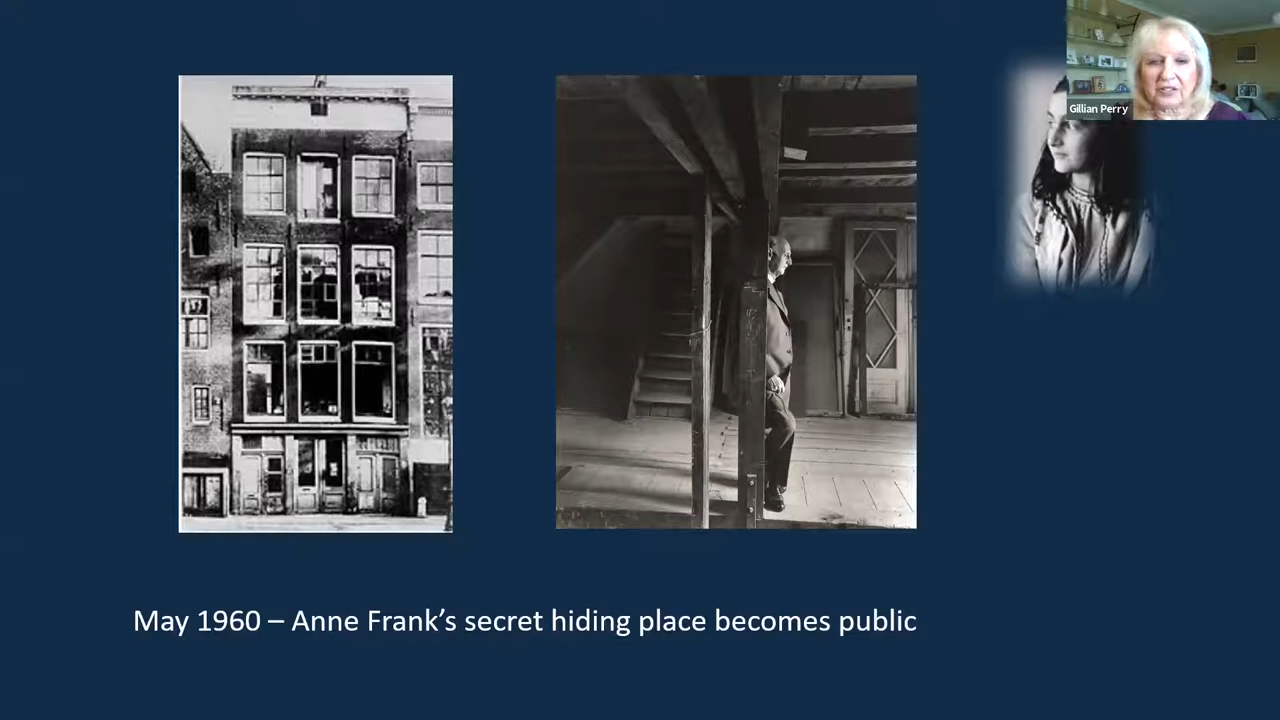 Gillian Perry
May 1960 – Anne Frank’s secret hiding place becomes public